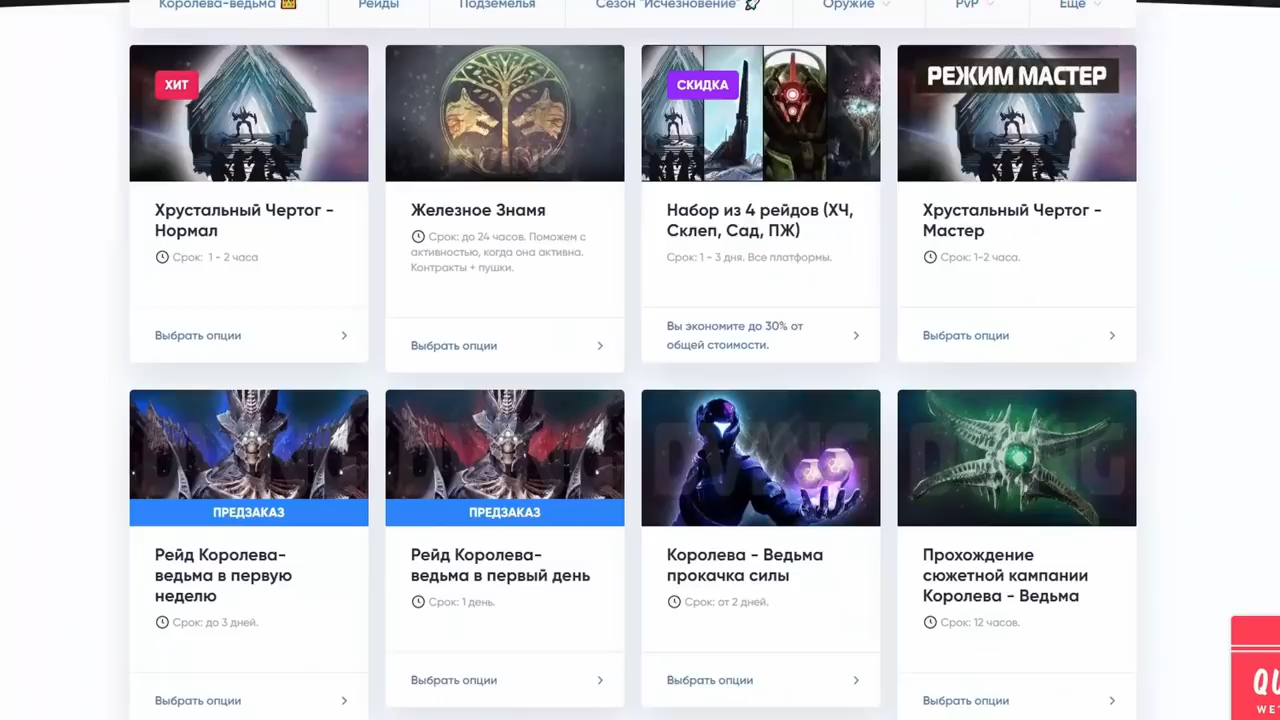 Королева-ведьма
Рейды
Подземелья
Сезон "Исчезновение"
Оружие
PvP
Еще
ХИТ
СКИДКА
РЕЖИМ МАСТЕР
Хрустальный Чертог -
Нормал
Срок: 1 - 2 часа
Выбрать опции
Железное Знамя
Срок: до 24 часов. Поможем с
активностью, когда она активна.
Контракты + пушки.
Выбрать опции
Набор из 4 рейдов (ХЧ,
Склеп, Сад, ПЖ)
Срок: 1 - 3 дня. Все платформы.
Вы экономите до 30% от
общей стоимости.
Хрустальный Чертог -
Мастер
Срок: 1-2 часа.
Выбрать опции
ПРЕДЗАКАЗ
Рейд Королева-
ведьма в первую
неделю
Срок: до 3 дней.
Выбрать опции
ПРЕДЗАКАЗ
Рейд Королева-
ведьма в первый день
Срок: 1 день.
Выбрать опции
Королева - Ведьма
прокачка силы
Срок: от 2 дней.
Выбрать опции
Прохождение
сюжетной кампании
Королева - Ведьма
Срок: 12 часов.
Выбрать опции